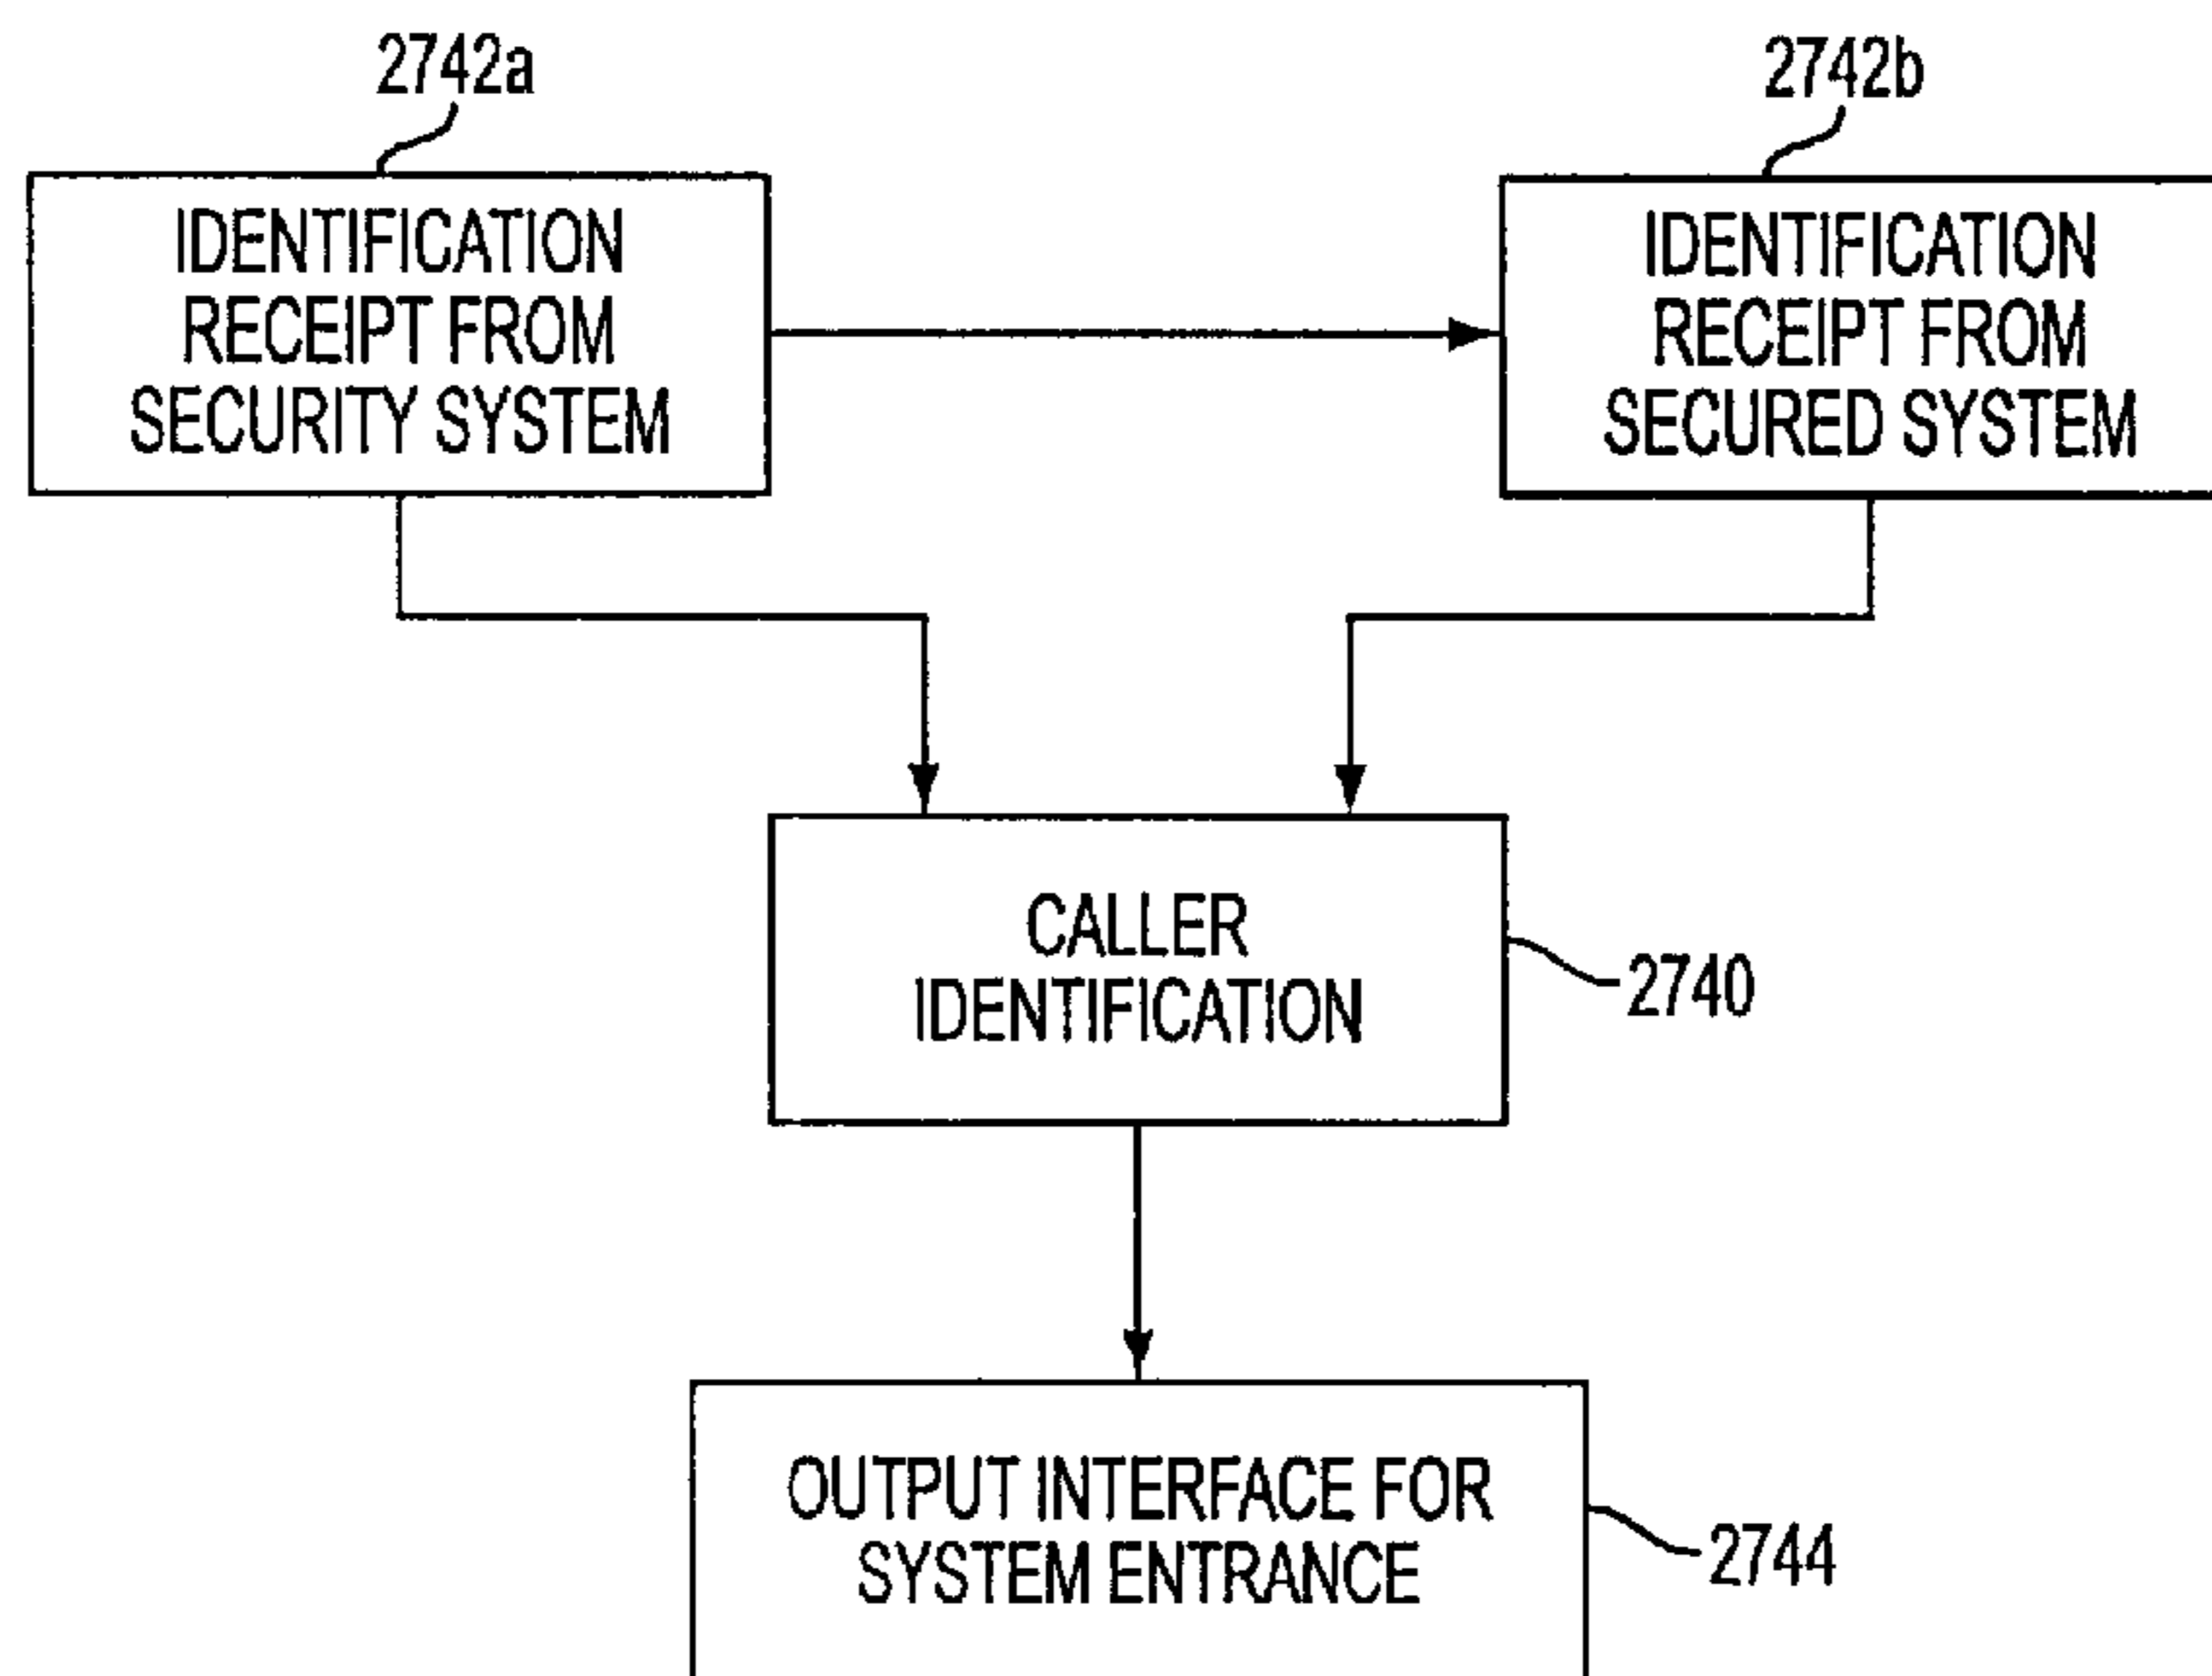 2742a
2742b
IDENTIFICATION
RECEIPT FROM
SECURITY SYSTEM
IDENTIFICATION
RECEIPT FROM
SECURED SYSTEM
CALLER
IDENTIFICATION
2740
OUTPUT INTERFACE FOR
SYSTEM ENTRANCE
2744